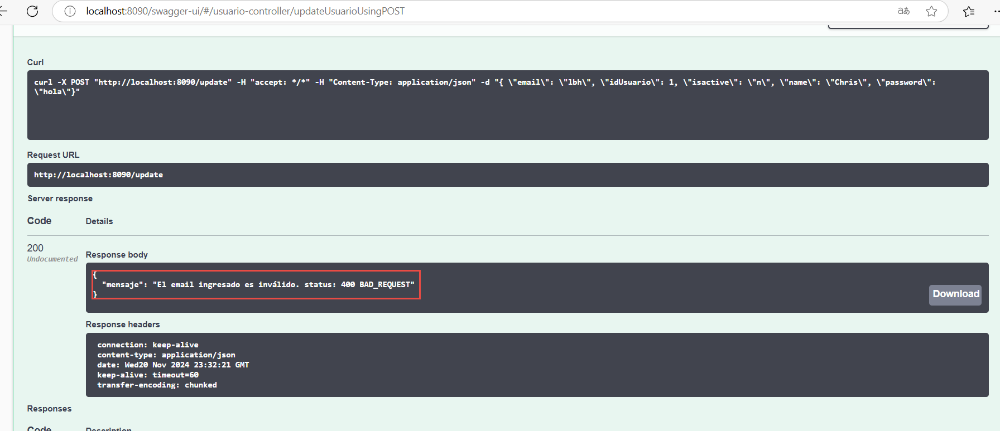 localhost:8090/swagger-ui/#/usuario-controller/updateUsuarioUsingPOST
aあ
Curl
curl -X POST "http://localhost:8090/update" -H "accept: */*" -H "Content-Type: application/json" -d "{ \"email\": \"lbh\", \"idUsuario\": 1, \"isactive\": \"n\", \"name\": \"Chris\", \"password\":
\"hola\"}"
Request URL
http://localhost:8090/update
Server response
Code Details
200
Undocumented
Response body
{
"mensaje": "El email ingresado es inválido. status: 400 BAD_REQUEST"
}
Download
Response headers
connection: keep-alive
content-type: application/json
date: Wed20 Nov 2024 23:32:21 GMT
keep-alive: timeout=60
transfer-encoding: chunked
Responses
Code Description